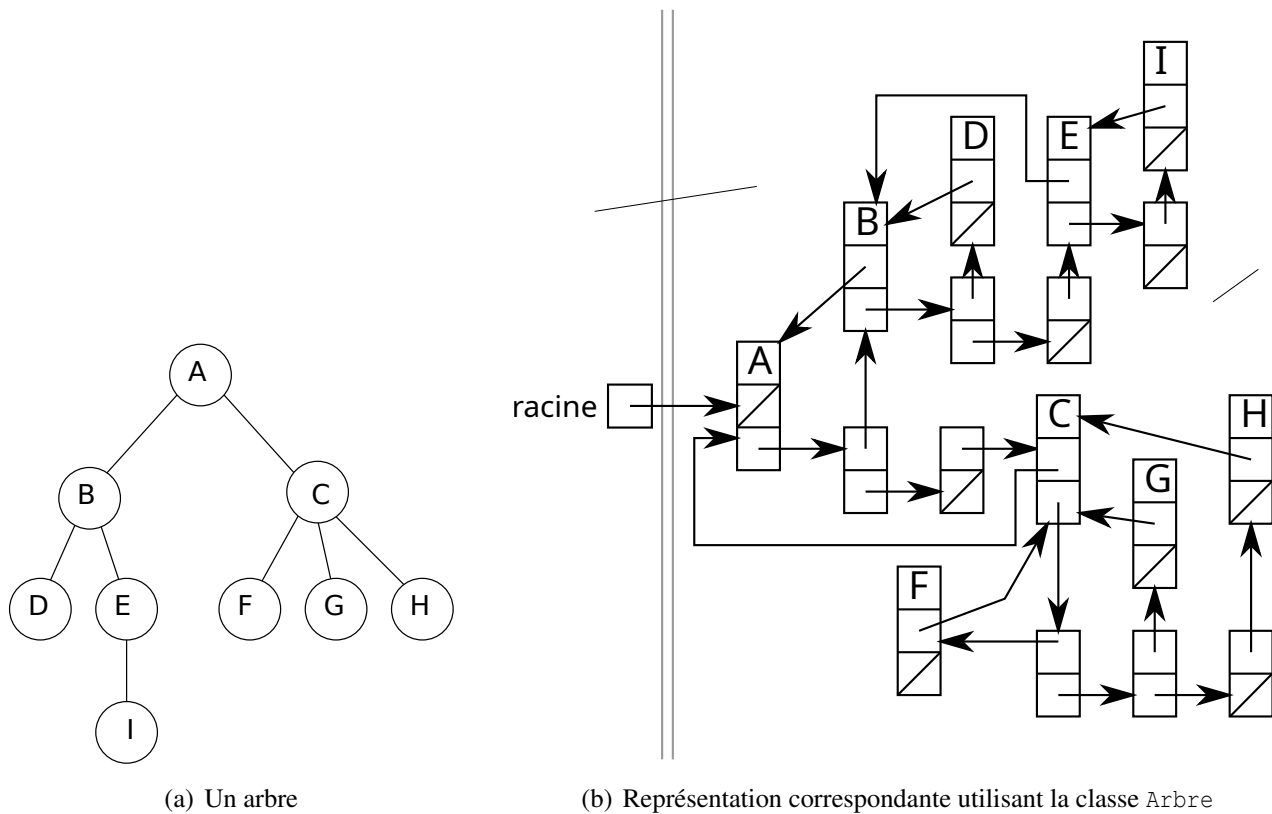 A
B
C
D
E
F
G
H
I
(a) Un arbre
I
D
E
B
A
racine
C
H
G
F
(b) Représentation correspondante utilisant la classe Arbre